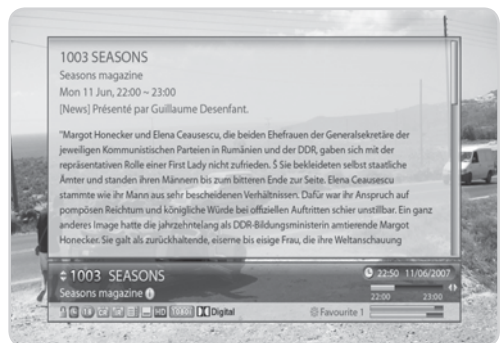 1003 SEASONS
Seasons magazine
Mon 11 Jun, 22:00 ~ 23:00
[News] Présenté par Guillaume Desenfant.
"Margot Honecker und Elena Ceausescu, die beiden Ehefrauen der Generalsekretäre der
jeweiligen Kommunistischen Parteien in Rumänien und der DDR, gaben sich mit der
repräsentativen Rolle einer First Lady nicht zufrieden. Š Sie bekleideten selbst staatliche
Ämter und standen ihren Männern bis zum bitteren Ende zur Seite. Elena Ceausescu
stammte wie ihr Mann aus sehr bescheidenen Verhältnissen. Dafür war ihr Anspruch auf
pompösen Reichtum und königliche Würde bei offiziellen Auftritten schier unstillbar. Ein ganz
anderes Image hatte die jahrzehntelang als DDR-Bildungsministerin amtierende Margot
Honecker. Sie galt als zurückhaltende, eiserne bis eisige Frau, die ihre Weltanschauung
1003 SEASONS
22:50 11/06/2007
Seasons magazine
22:00 23:00
18 HD Digital
Favourite 1